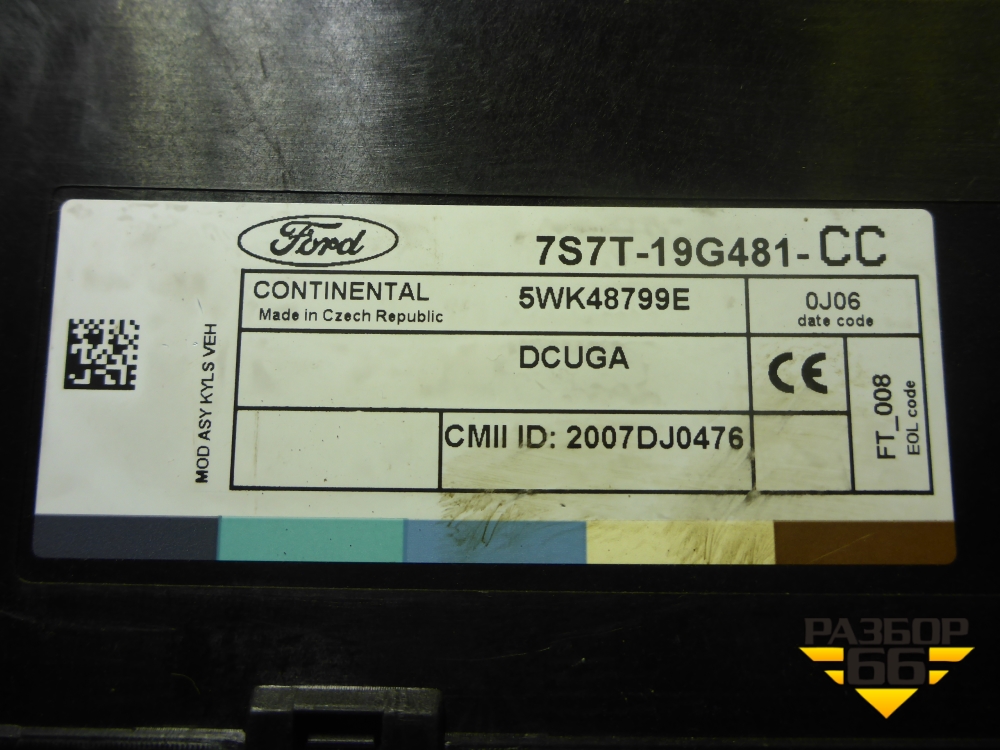 Ford
7S7T-19G481-CC
CONTINENTAL 5WK48799E
Made in Czech Republic
0J06
date code
DCUGA
CE
MOD ASY KYLS VEH
CMII ID: 2007DJ0476
FT_008
EOL code
РАЗБОР
66